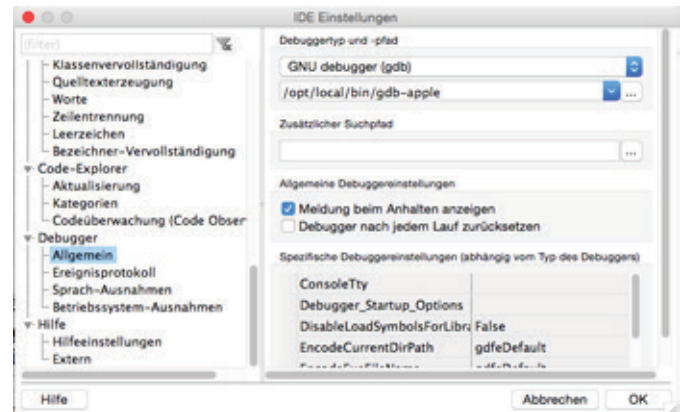 IDE Einstellungen
(filter)
Klassenvervollständigung
Quelltexterzeugung
Worte
Zeilentrennung
Leerzeichen
Bezeichner-Vervollständigung
Code-Explorer
Aktualisierung
Kategorien
Codeüberwachung (Code Obser
Debugger
Allgemein
Ereignisprotokoll
Sprach-Ausnahmen
Betriebssystem-Ausnahmen
Hilfe
Hilfeeinstellungen
Extern
Debuggertyp und -pfad
GNU debugger (gdb)
/opt/local/bin/gdb-apple
...
Zusätzlicher Suchpfad
...
Allgemeine Debuggereinstellungen
Meldung beim Anhalten anzeigen
Debugger nach jedem Lauf zurücksetzen
Spezifische Debuggereinstellungen (abhängig vom Typ des Debuggers)
ConsoleTty
Debugger_Startup_Options
DisableLoadSymbolsForLibra False
EncodeCurrentDirPath gdfeDefault
Hilfe
Abbrechen
OK